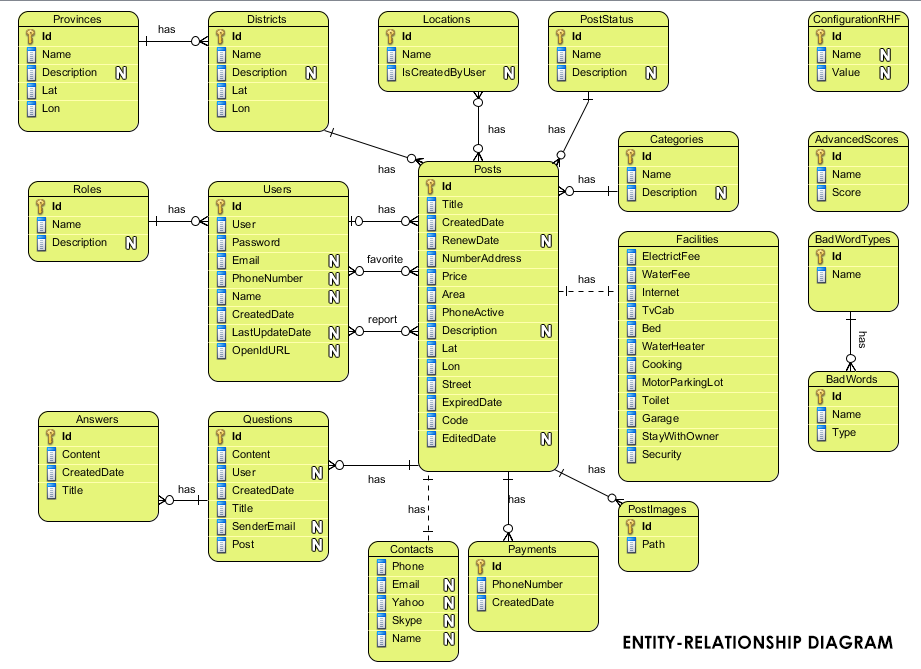 Provinces
Id
Name
Description N
Lat
Lon
has
Districts
Id
Name
Description N
Lat
Lon
Locations
Id
Name
IsCreatedByUser N
PostStatus
Id
Name
Description N
ConfigurationRHF
Id
Name N
Value N
has
has
has
Categories
Id
Name
Description N
has
AdvancedScores
Id
Name
Score
Roles
Id
Name
Description N
has
Users
Id
User
Password
Email N
PhoneNumber N
Name N
CreatedDate
LastUpdateDate N
OpenIdURL N
has
favorite
report
Posts
Id
Title
CreatedDate
RenewDate N
NumberAddress
Price
Area
PhoneActive
Description N
Lat
Lon
Street
ExpiredDate
Code
EditedDate N
has
Facilities
ElectrictFee
WaterFee
Internet
TvCab
Bed
WaterHeater
Cooking
MotorParkingLot
Toilet
Garage
StayWithOwner
Security
BadWordTypes
Id
Name
has
BadWords
Id
Name
Type
Answers
Id
Content
CreatedDate
Title
has
Questions
Id
Content
User N
CreatedDate
Title
SenderEmail N
Post N
has
has
has
has
Contacts
Phone
Email N
Yahoo N
Skype N
Name N
Payments
Id
PhoneNumber
CreatedDate
PostImages
Id
Path
ENTITY-RELATIONSHIP DIAGRAM